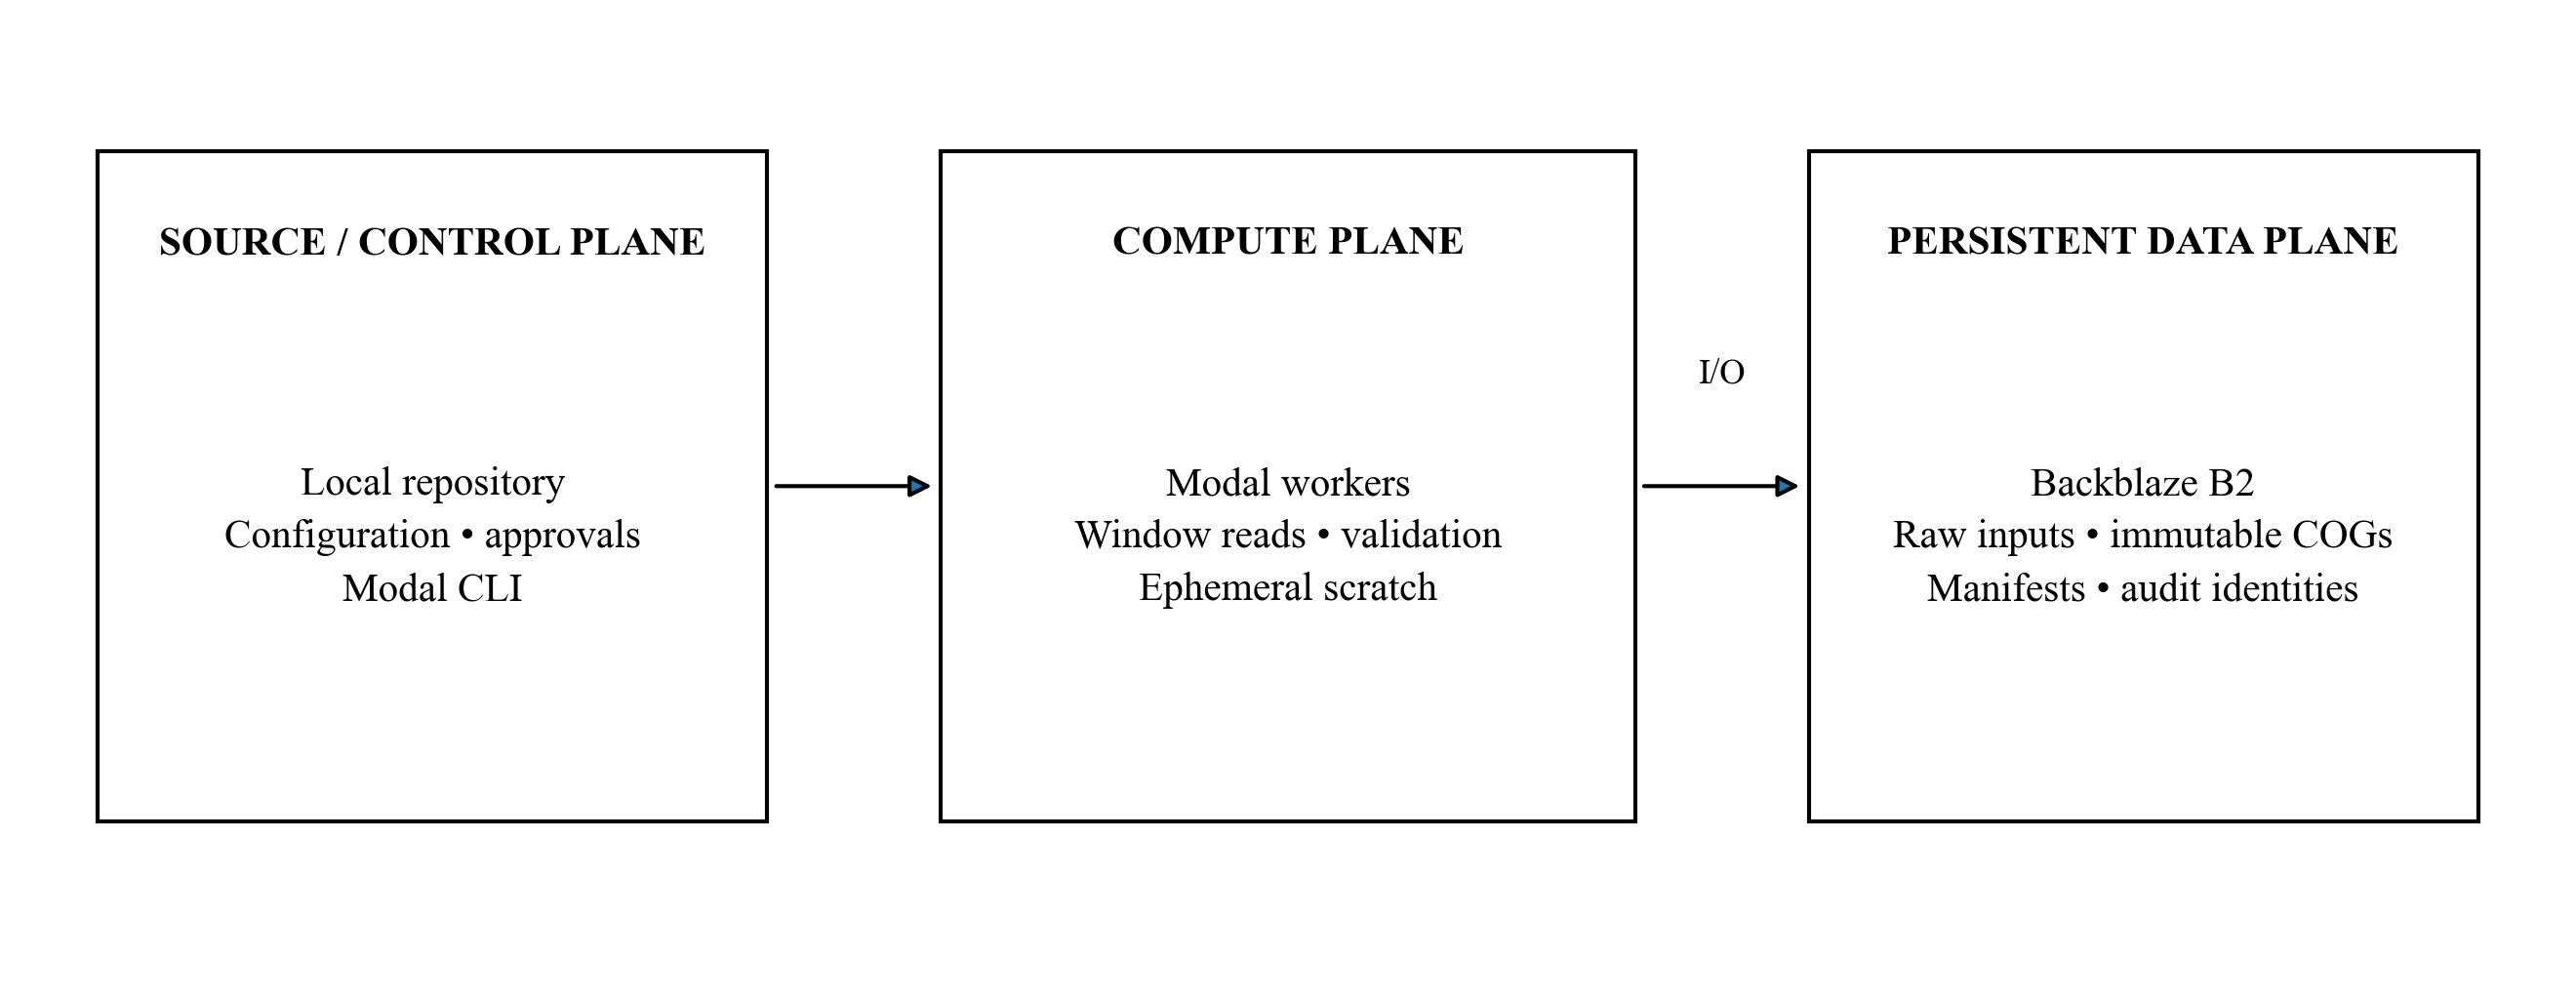 SOURCE / CONTROL PLANE
Local repository
Configuration • approvals
Modal CLI
COMPUTE PLANE
Modal workers
Window reads • validation
Ephemeral scratch
I/O
PERSISTENT DATA PLANE
Backblaze B2
Raw inputs • immutable COGs
Manifests • audit identities